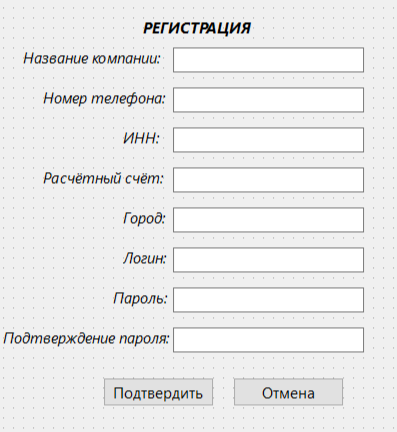 РЕГИСТРАЦИЯ
Название компании:
Номер телефона:
ИНН:
Расчётный счёт:
Город:
Логин:
Пароль:
Подтверждение пароля:
Подтвердить Отмена